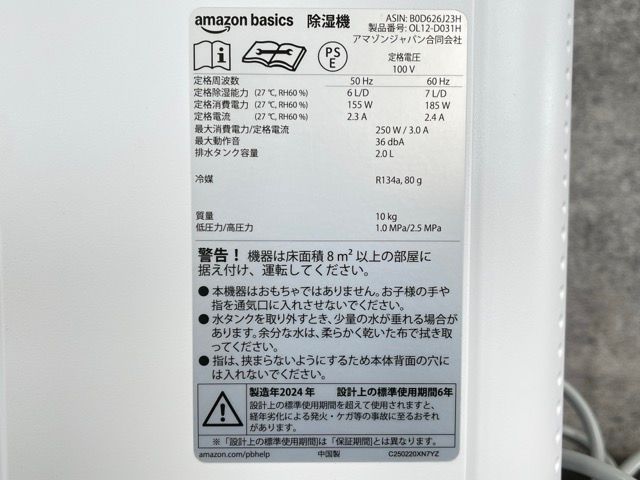 amazon basics 除湿機
ASIN: B0D626J23H
製品番号: OL12-D031H
アマゾンジャパン合同会社
PS E
定格電圧
100 V
定格周波数 50 Hz 60 Hz
定格除湿能力 (27 ℃, RH60 %) 6 L/D 7 L/D
定格消費電力 (27 ℃, RH60 %) 155 W 185 W
定格電流 (27 ℃, RH60 %) 2.3 A 2.4 A
最大消費電力/定格電流 250 W / 3.0 A
最大動作音 36 dbA
排水タンク容量 2.0 L
冷媒 R134a, 80 g
質量 10 kg
低圧力/高圧力 1.0 MPa/2.5 MPa
警告! 機器は床面積 8 m² 以上の部屋に
据え付け、運転してください。
● 本機器はおもちゃではありません。お子様の手や
指を通気口に入れさせないでください。
● 水タンクを取り外すとき、少量の水が垂れる場合が
あります。余分な水は、柔らかく乾いた布で拭き取
ってください。
● 指は、挟まらないようにするため本体背面の穴に
は入れないでください。
製造年2024 年 設計上の標準使用期間6年
設計上の標準使用期間を超えて使用されますと、
経年劣化による発火・ケガ等の事故に至るおそれ
があります。
※「設計上の標準使用期間」は「保証期間」とは異なります。
amazon.com/pbhelp 中国製 C250220XN7YZ